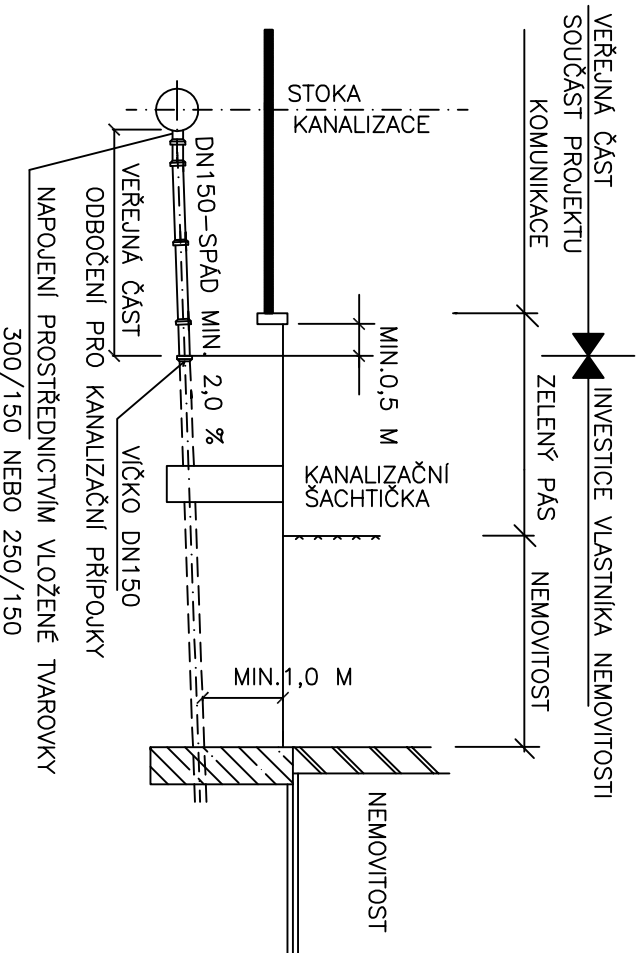 VEŘEJNÁ ČÁST
SOUČÁST PROJEKTU
INVESTICE VLASTNÍKA NEMOVITOSTI
KOMUNIKACE
ZELENÝ PÁS
NEMOVITOST
STOKA
KANALIZACE
MIN.0,5 M
KANALIZAČNÍ
ŠACHTIČKA
MIN.1,0 M
NEMOVITOST
DN150-SPÁD MIN. 2,0 %
VÍČKO DN150
VEŘEJNÁ ČÁST
ODBOČENÍ PRO KANALIZAČNÍ PŘÍPOJKY
NAPOJENÍ PROSTŘEDNICTVÍM VLOŽENÉ TVAROVKY
300/150 NEBO 250/150